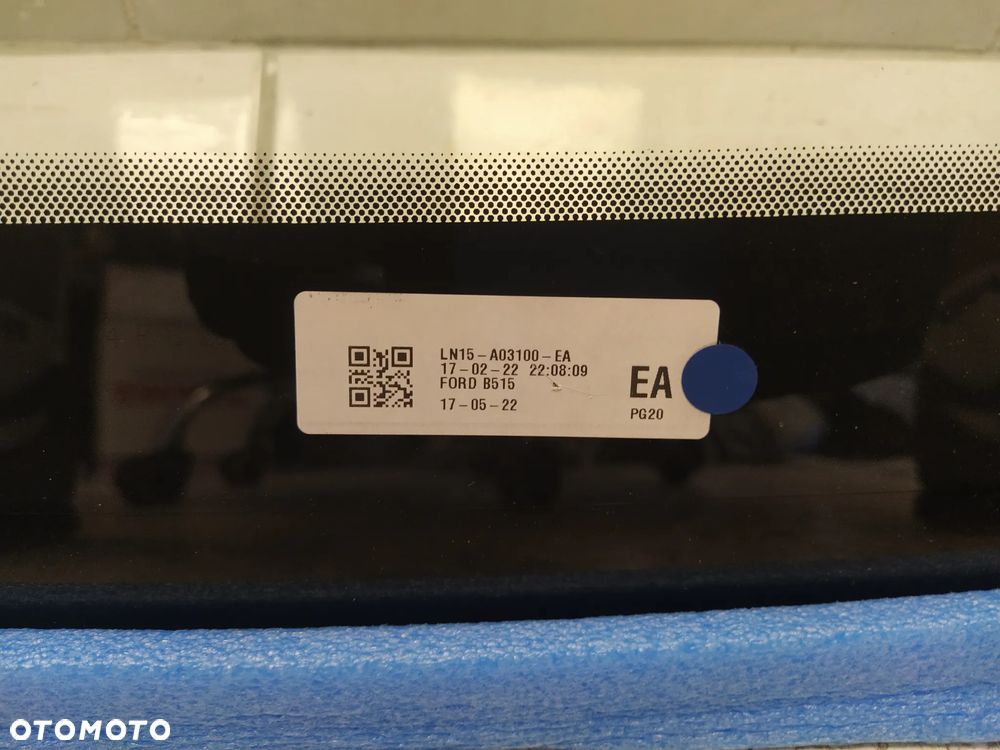 LN15-A03100-EA
17-02-22 22:08:09
FORD B515
17-05-22
EA
PG20
OTOMOTO